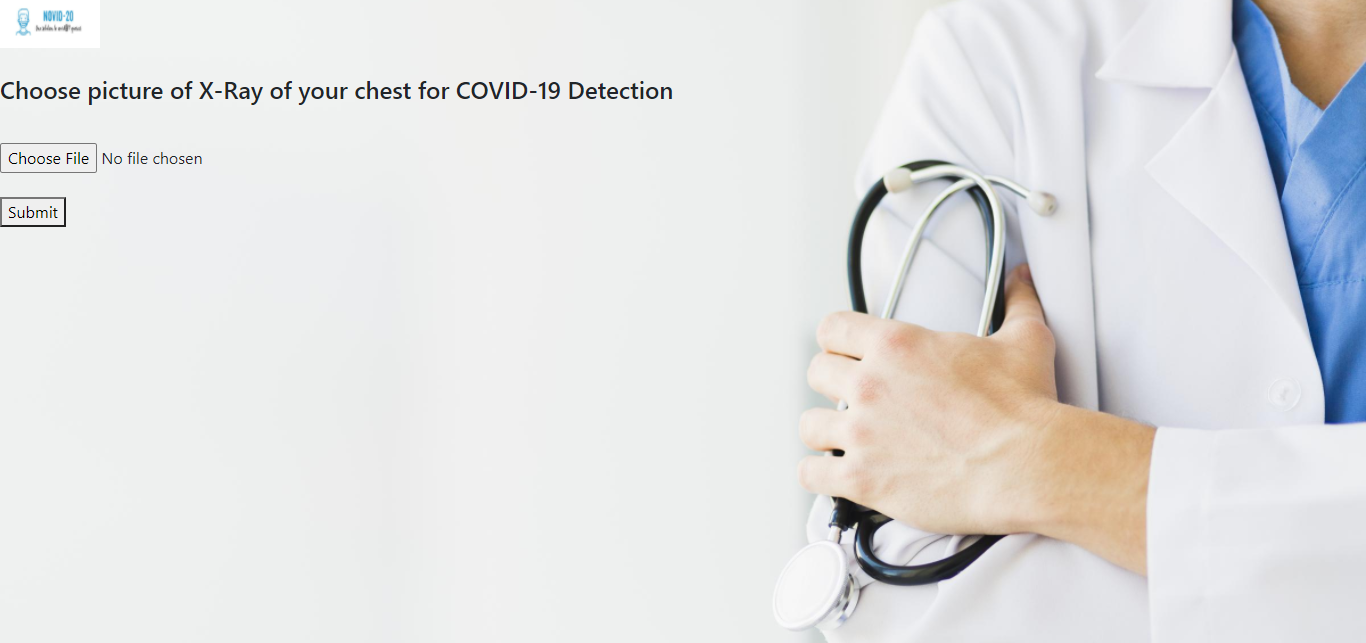 NOVID-20
Choose picture of X-Ray of your chest for COVID-19 Detection
Choose File No file chosen
Submit